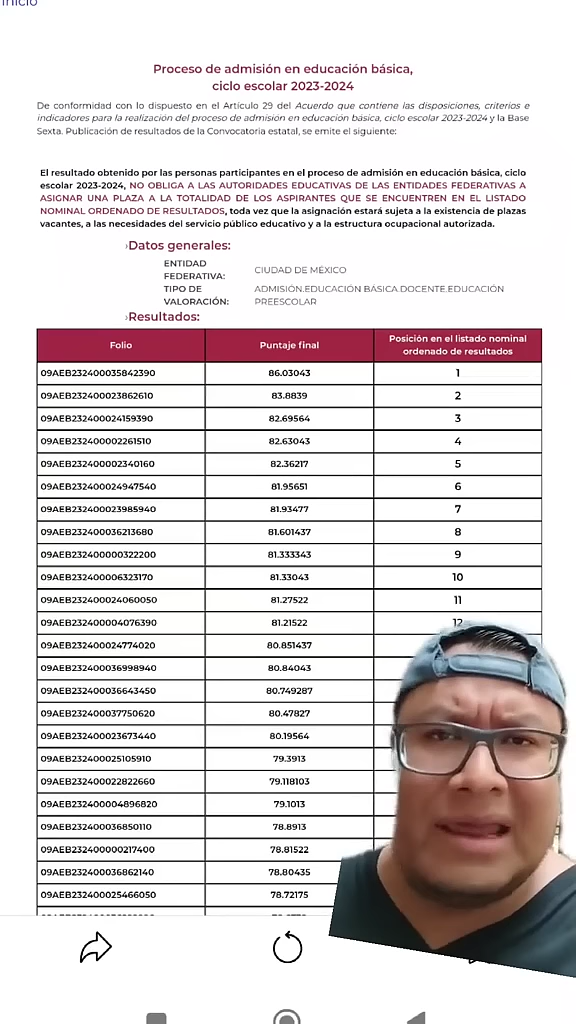 Inicio
Proceso de admisión en educación básica,
ciclo escolar 2023-2024
De conformidad con lo dispuesto en el Artículo 29 del Acuerdo que contiene las disposiciones, criterios e
indicadores para la realización del proceso de admisión en educación básica, ciclo escolar 2023-2024 y la Base
Sexta. Publicación de resultados de la Convocatoria estatal, se emite el siguiente:
El resultado obtenido por las personas participantes en el proceso de admisión en educación básica, ciclo
escolar 2023-2024, NO OBLIGA A LAS AUTORIDADES EDUCATIVAS DE LAS ENTIDADES FEDERATIVAS A
ASIGNAR UNA PLAZA A LA TOTALIDAD DE LOS ASPIRANTES QUE SE ENCUENTREN EN EL LISTADO
NOMINAL ORDENADO DE RESULTADOS, toda vez que la asignación estará sujeta a la existencia de plazas
vacantes, a las necesidades del servicio público educativo y a la estructura ocupacional autorizada.
›Datos generales:
ENTIDAD
FEDERATIVA: CIUDAD DE MÉXICO
TIPO DE ADMISIÓN.EDUCACIÓN BÁSICA.DOCENTE.EDUCACIÓN
VALORACIÓN: PREESCOLAR
›Resultados:
Folio Puntaje final Posición en el listado nominal
ordenado de resultados
09AEB232400035842390 86.03043 1
09AEB232400023862610 83.8839 2
09AEB232400024159390 82.69564 3
09AEB232400002261510 82.63043 4
09AEB232400002340160 82.36217 5
09AEB232400024947540 81.95651 6
09AEB232400023985940 81.93477 7
09AEB232400036213680 81.601437 8
09AEB232400000322200 81.333343 9
09AEB232400006323170 81.33043 10
09AEB232400024060050 81.27522 11
09AEB232400004076390 81.21522 12
09AEB232400024774020 80.851437
09AEB232400036998940 80.84043
09AEB232400036643450 80.749287
09AEB232400037750620 80.47827
09AEB232400023673440 80.19564
09AEB232400025105910 79.3913
09AEB232400022822660 79.118103
09AEB232400004896820 79.1013
09AEB232400036850110 78.8913
09AEB232400000217400 78.81522
09AEB232400036862140 78.80435
09AEB232400025466050 78.72175